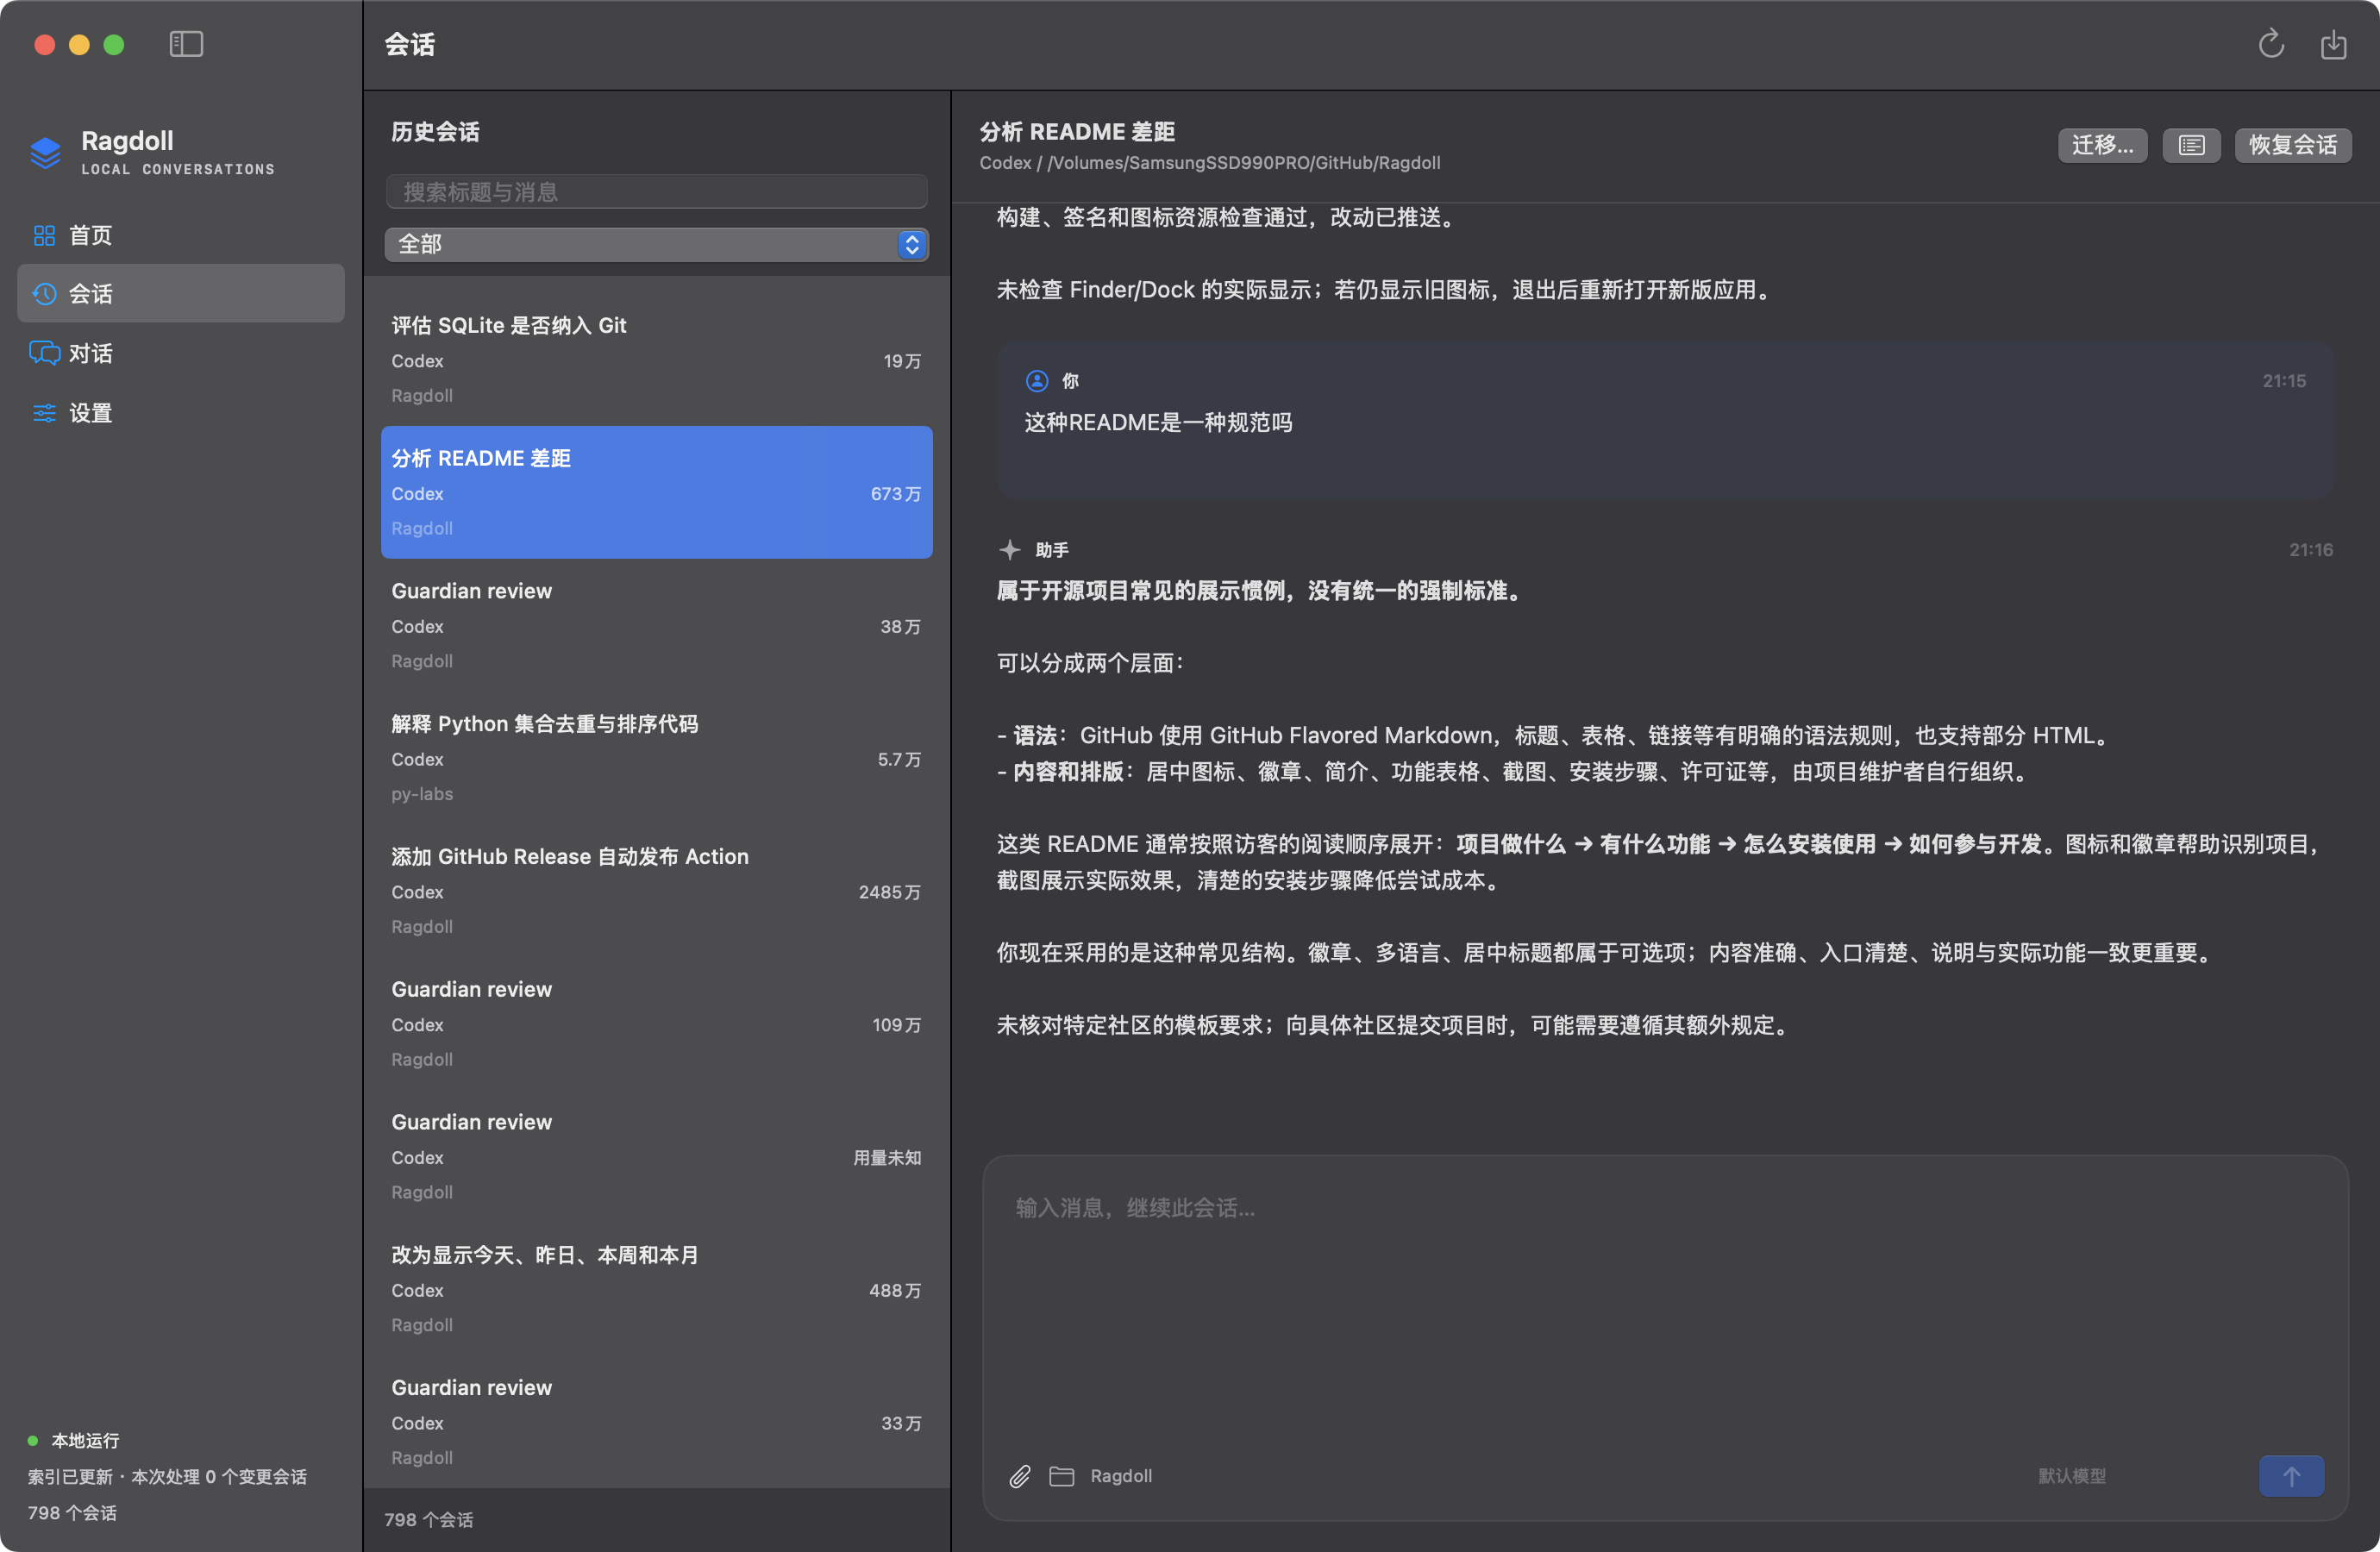 会话
Ragdoll
LOCAL CONVERSATIONS
首页
会话
对话
设置
本地运行
索引已更新 · 本次处理 0 个变更会话
798 个会话
历史会话
搜索标题与消息
全部
评估 SQLite 是否纳入 Git
Codex 19万
Ragdoll
分析 README 差距
Codex 673万
Ragdoll
Guardian review
Codex 38万
Ragdoll
解释 Python 集合去重与排序代码
Codex 5.7万
py-labs
添加 GitHub Release 自动发布 Action
Codex 2485万
Ragdoll
Guardian review
Codex 109万
Ragdoll
Guardian review
Codex 用量未知
Ragdoll
改为显示今天、昨日、本周和本月
Codex 488万
Ragdoll
Guardian review
Codex 33万
Ragdoll
798 个会话
分析 README 差距
Codex / /Volumes/SamsungSSD990PRO/GitHub/Ragdoll
迁移...
恢复会话
构建、签名和图标资源检查通过，改动已推送。
未检查 Finder/Dock 的实际显示；若仍显示旧图标，退出后重新打开新版应用。
你 21:15
这种README是一种规范吗
助手 21:16
属于开源项目常见的展示惯例，没有统一的强制标准。
可以分成两个层面：
- 语法：GitHub 使用 GitHub Flavored Markdown，标题、表格、链接等有明确的语法规则，也支持部分 HTML。
- 内容和排版：居中图标、徽章、简介、功能表格、截图、安装步骤、许可证等，由项目维护者自行组织。
这类 README 通常按照访客的阅读顺序展开：项目做什么 → 有什么功能 → 怎么安装使用 → 如何参与开发。图标和徽章帮助识别项目，
截图展示实际效果，清楚的安装步骤降低尝试成本。
你现在采用的是这种常见结构。徽章、多语言、居中标题都属于可选项；内容准确、入口清楚、说明与实际功能一致更重要。
未核对特定社区的模板要求；向具体社区提交项目时，可能需要遵循其额外规定。
输入消息，继续此会话...
Ragdoll
默认模型